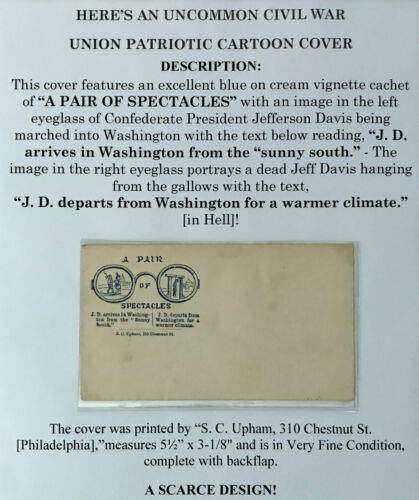 HERE'S AN UNCOMMON CIVIL WAR
UNION PATRIOTIC CARTOON COVER
DESCRIPTION:
This cover features an excellent blue on cream vignette cachet
of "A PAIR OF SPECTACLES" with an image in the left
eyeglass of Confederate President Jefferson Davis being
marched into Washington with the text below reading, "J. D.
arrives in Washington from the "sunny south." - The
image in the right eyeglass portrays a dead Jeff Davis hanging
from the gallows with the text,
"J. D. departs from Washington for a warmer climate."
[in Hell]!
A PAIR
OF
SPECTACLES
J. D. arrives in Washing-
ton from the "Sunny
South."
J. D. departs from
Washington for a
warmer climate.
S. C. Upham, 310 Chestnut St.
The cover was printed by "S. C. Upham, 310 Chestnut St.
[Philadelphia],"measures 5½" x 3-1/8" and is in Very Fine Condition,
complete with backflap.
A SCARCE DESIGN!